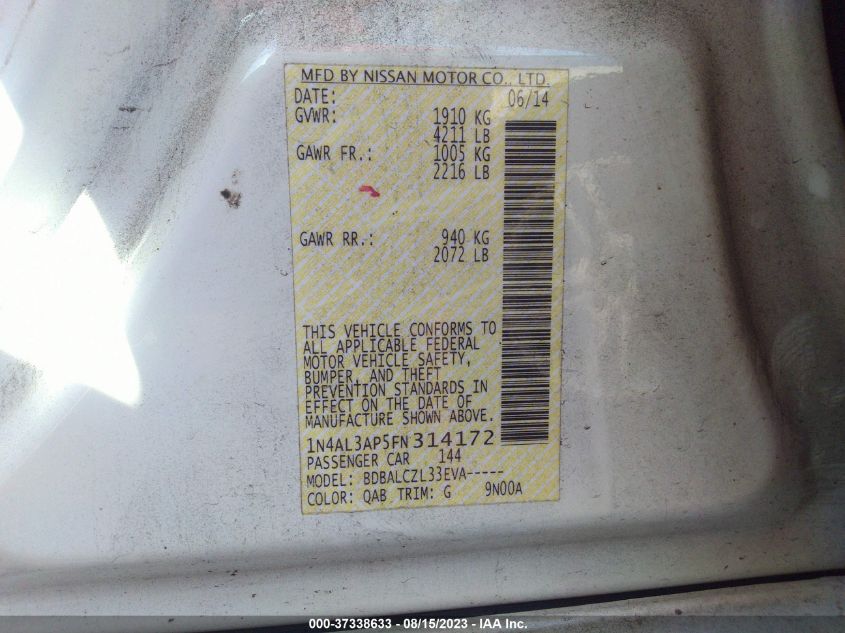 MFD BY NISSAN MOTOR CO., LTD.
DATE: 06/14
GVWR: 1910 KG
4211 LB
GAWR FR.: 1005 KG
2216 LB
GAWR RR.: 940 KG
2072 LB
THIS VEHICLE CONFORMS TO
ALL APPLICABLE FEDERAL
MOTOR VEHICLE SAFETY,
BUMPER, AND THEFT
PREVENTION STANDARDS IN
EFFECT ON THE DATE OF
MANUFACTURE SHOWN ABOVE.
1N4AL3AP5FN314172
PASSENGER CAR 144
MODEL: BDBALCZL33EVA-----
COLOR: QAB TRIM: G 9N00A
000-37338633 - 08/15/2023 - IAA Inc.